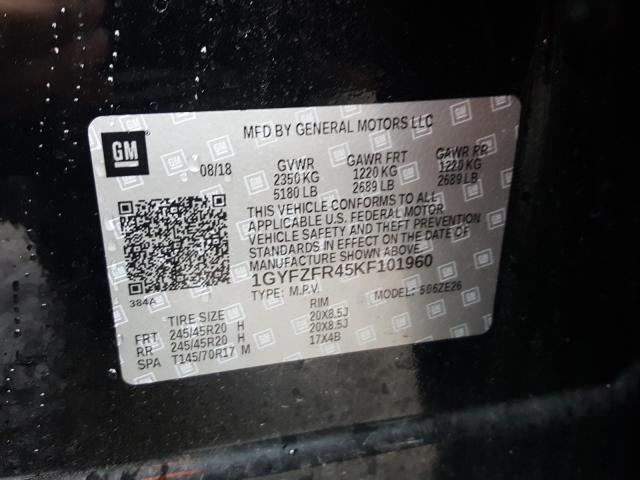 GM
MFD BY GENERAL MOTORS LLC
08/18 GVWR GAWR FRT GAWR RR
2350 KG 1220 KG 1220 KG
5180 LB 2689 LB 2689 LB
THIS VEHICLE CONFORMS TO ALL
APPLICABLE U.S. FEDERAL MOTOR
VEHICLE SAFETY AND THEFT PREVENTION
STANDARDS IN EFFECT ON THE DATE OF
MANUFACTURE SHOWN ABOVE.
1GYFZFR45KF101960
384A TYPE: M.P.V. MODEL: 506ZE26
TIRE SIZE RIM
FRT 245/45R20 H 20X8.5J
RR 245/45R20 H 20X8.5J
SPA T145/70R17 M 17X4B